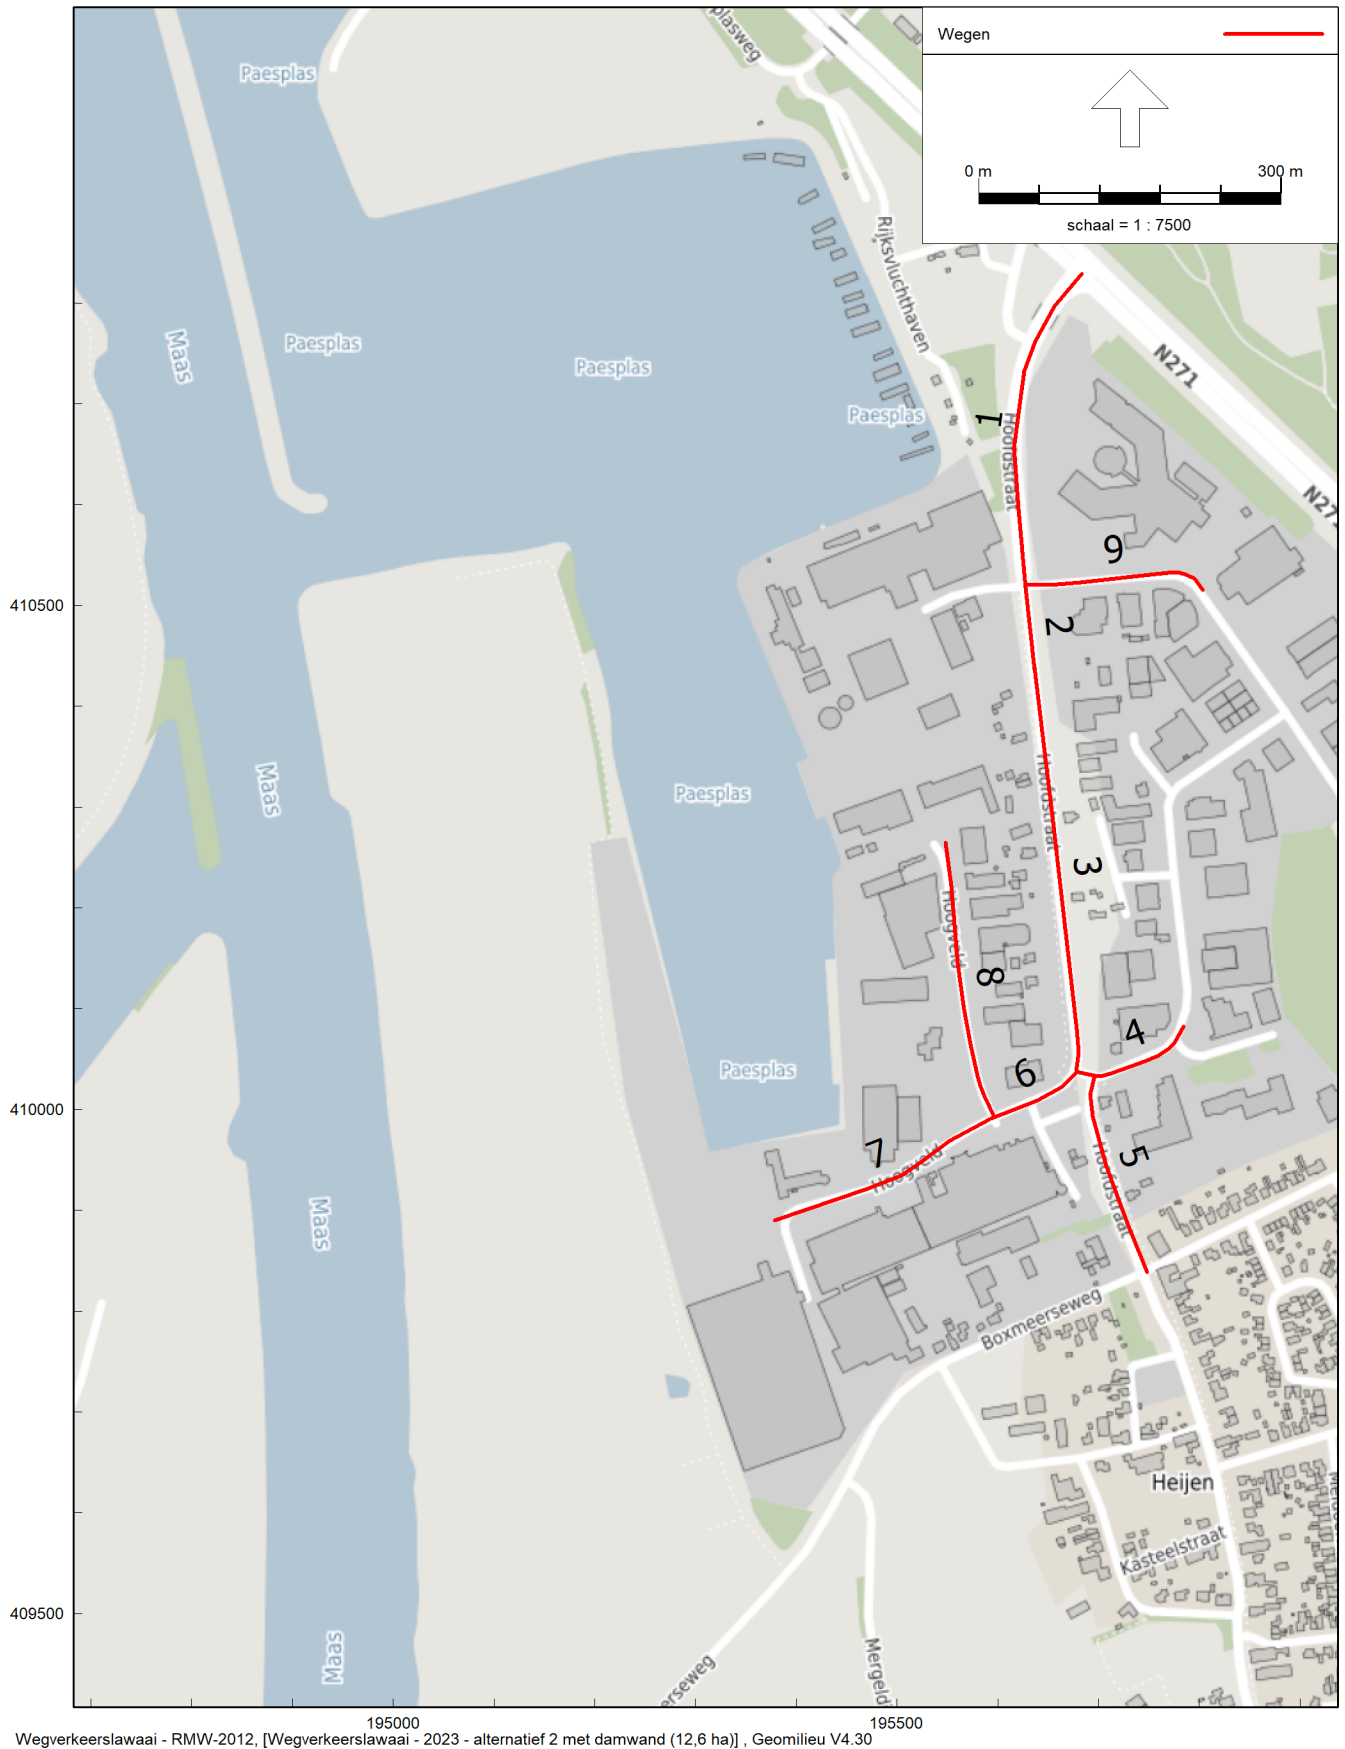 Wegen
0 m 300 m
schaal = 1 : 7500
Paesplas
Rijksvluchthaven
Maas
Paesplas
Paesplas
Paesplas
N271
1
Hoofdstraat
9
410500
2
Maas
Paesplas
Hoofdstraat
3
Hoogveld
8
4
6
Paesplas
410000
7
Hoogveld
5
Hoofdstraat
Maas
Boxmeerseweg
Heijen
Kasteelstraat
409500
Maas
195000 195500
Wegverkeerslawaai - RMW-2012, [Wegverkeerslawaai - 2023 - alternatief 2 met damwand (12,6 ha)] , Geomilieu V4.30